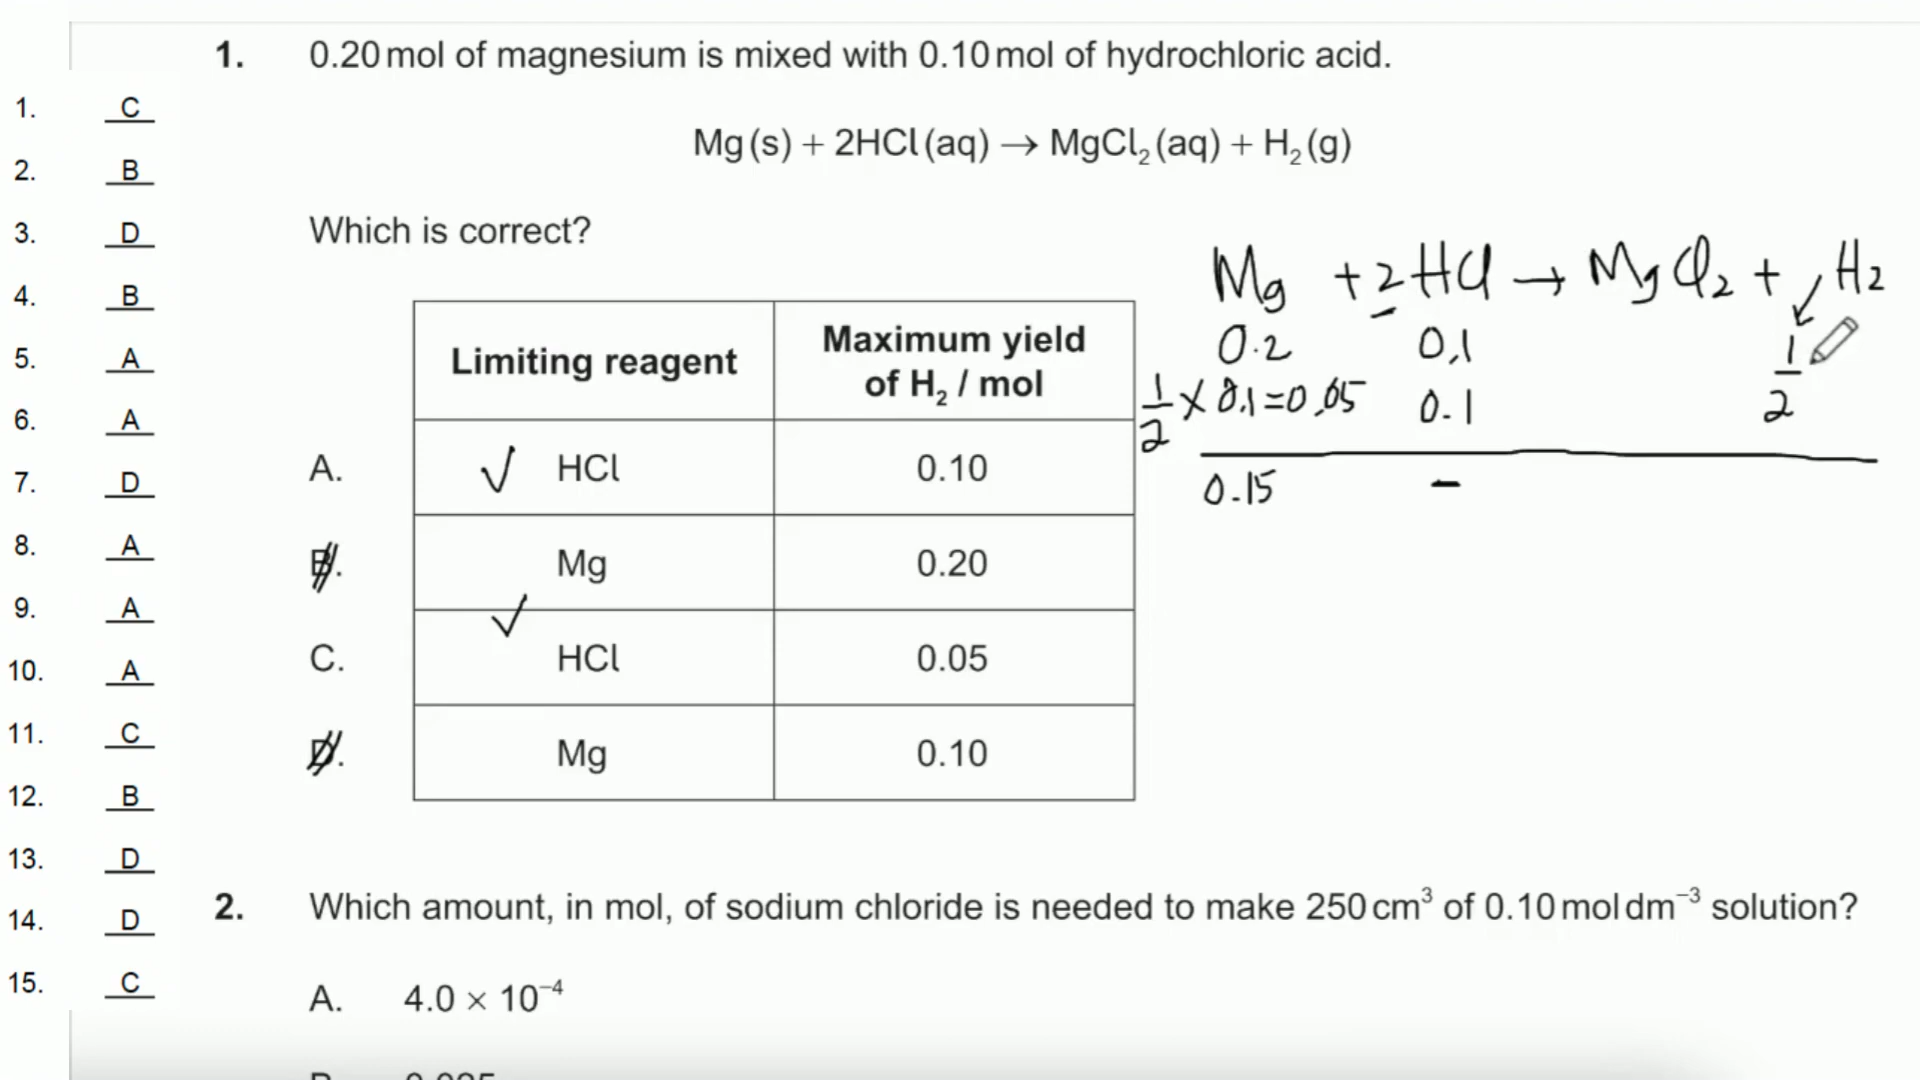 1. 0.20 mol of magnesium is mixed with 0.10 mol of hydrochloric acid.
Mg (s) + 2HCl (aq) → MgCl₂ (aq) + H₂ (g)
Which is correct?
Limiting reagent | Maximum yield of H₂ / mol
A. ✓ HCl 0.10
B. Mg 0.20
C. ✓ HCl 0.05
D. Mg 0.10
Mg + 2HCl → MgCl₂ + H₂
0.2 0.1 1/2
1/2 × 0.1 = 0.05 0.1
0.15 -
2. Which amount, in mol, of sodium chloride is needed to make 250 cm³ of 0.10 mol dm⁻³ solution?
A. 4.0 × 10⁻⁴
1. C
2. B
3. D
4. B
5. A
6. A
7. D
8. A
9. A
10. A
11. C
12. B
13. D
14. D
15. C